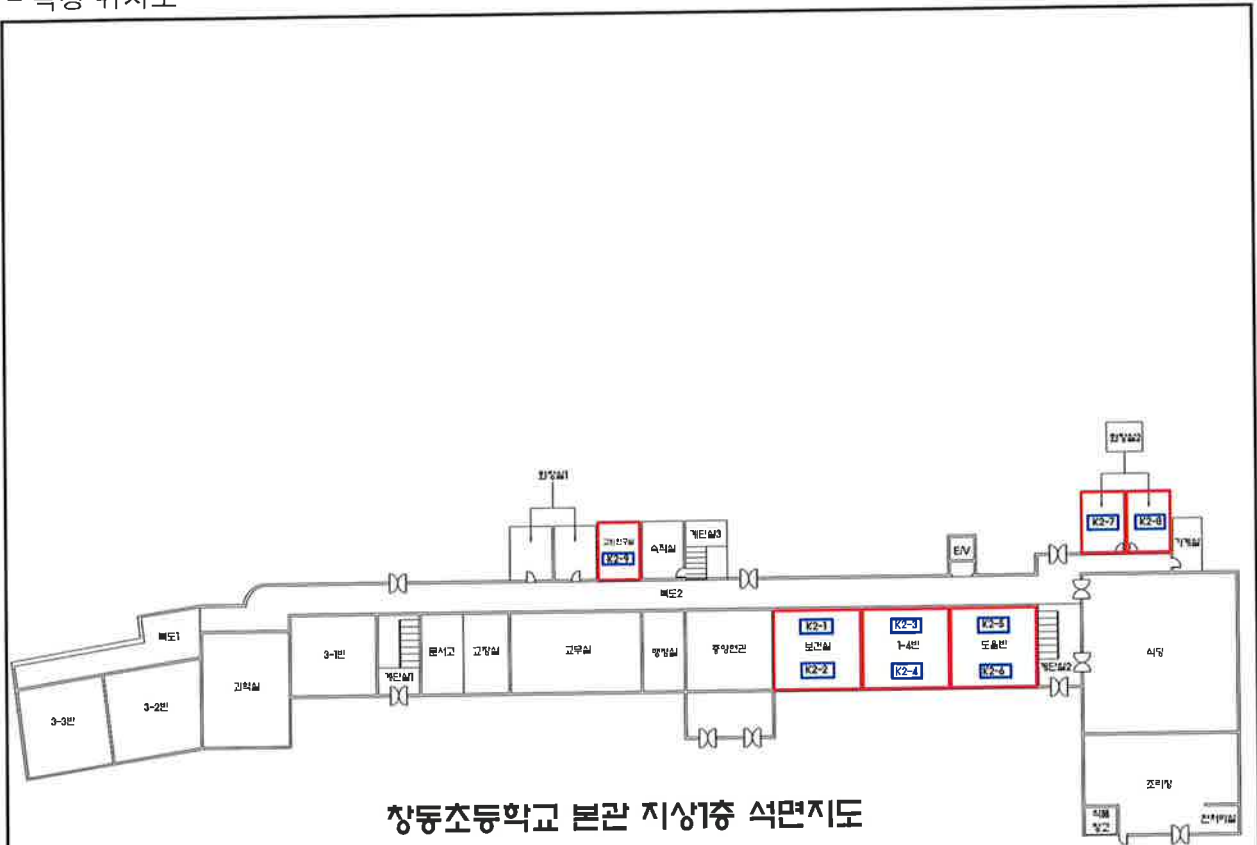 화장실2
화장실1
K2-7
K2-8
교사연구실
숙직실
계단실3
K2-9
E/V
기계실
복도2
복도1
K2-1
K2-3
K2-5
3-1반
문서고
교장실
교무실
행정실
중앙현관
보건실
1-4반
도움반
식당
과학실
계단실1
K2-2
K2-4
K2-6
계단실2
3-3반
3-2반
조리장
식품
창고
전처리실
창동초등학교 본관 지상1층 석면지도